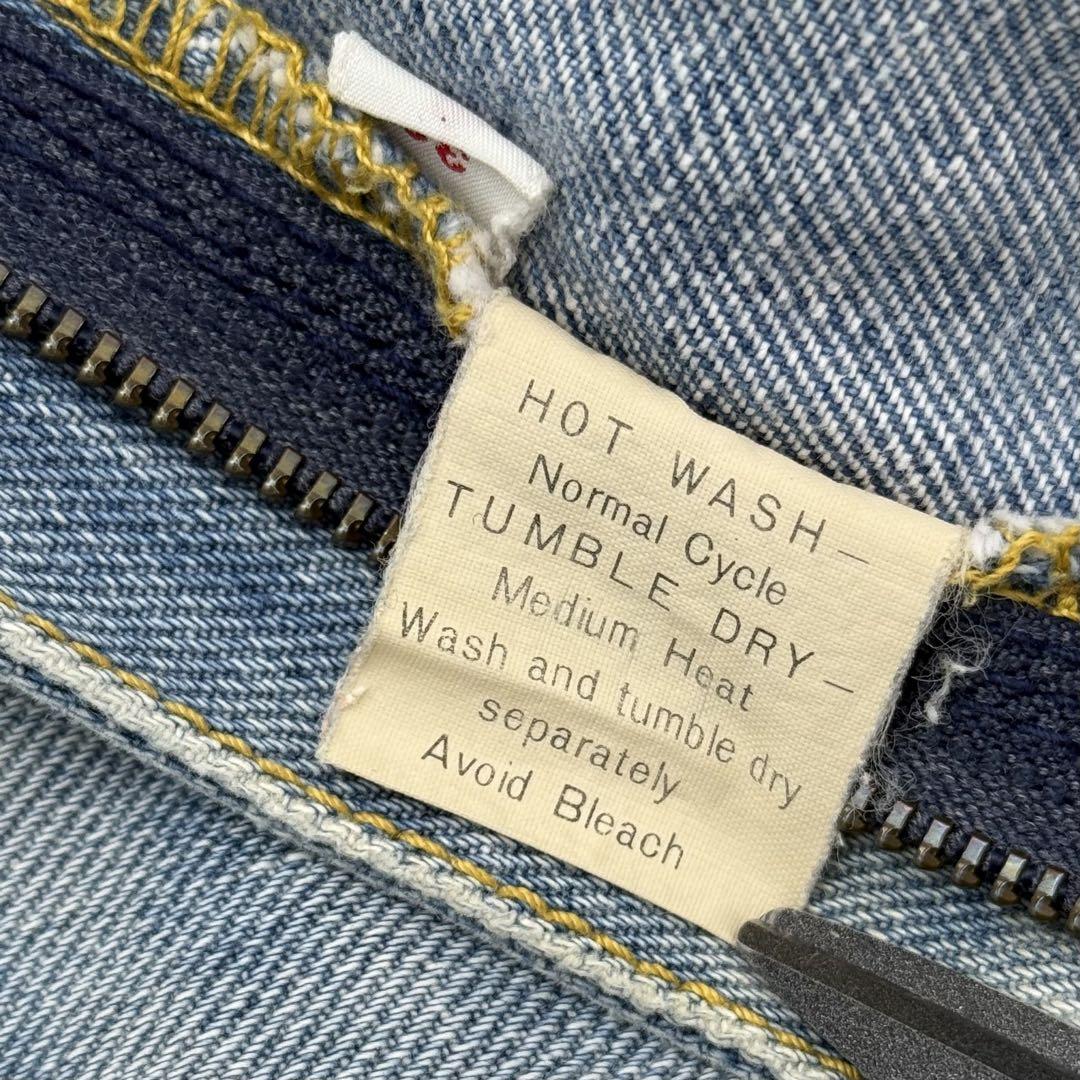 HOT WASH—
Normal Cycle
TUMBLE DRY—
Medium Heat
Wash and tumble dry
separately
Avoid Bleach